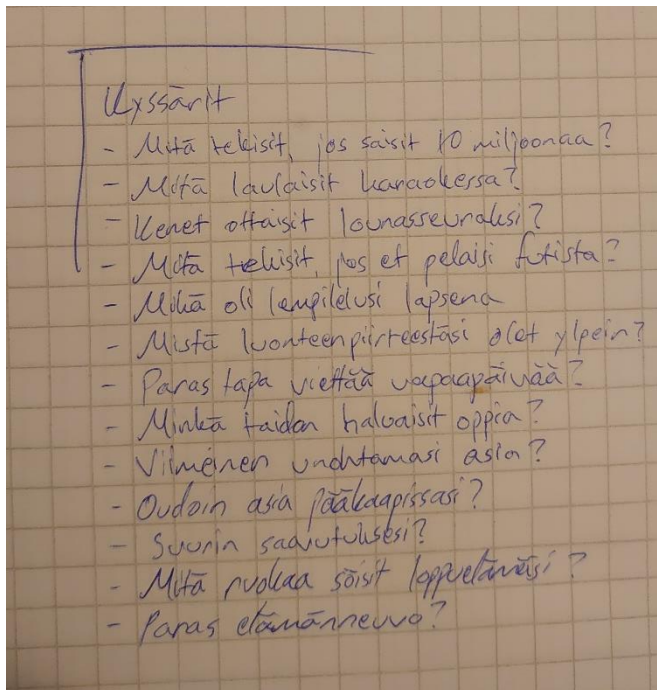 Kyssärit
- Mitä tekisit, jos saisit 10 miljoonaa?
- Mitä laulaisit karaokessa?
- Kenet ottaisit lounasseuraksi?
- Mitä tekisit, jos et pelaisi futista?
- Mikä oli lempilelusi lapsena
- Mistä luonteenpiirteestäsi olet ylpein?
- Paras tapa viettää vapaapäivää?
- Minkä taidon haluaisit oppia?
- Viimeinen unohtamasi asia?
- Oudoin asia jääkaapissasi?
- Suurin saavutuksesi?
- Mitä ruokaa söisit loppuelämäsi?
- Paras elämänneuvo?